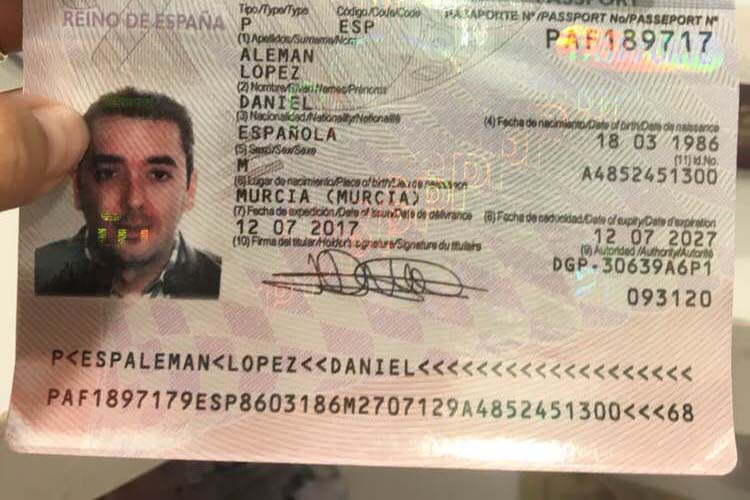 REINO DE ESPAÑA
Tipo/Type/Type Código/Code/Code PASAPORTE Nº/PASSPORT No/PASSEPORT Nº
P ESP PAF189717
(1) Apellidos/Surname/Nom
ALEMAN
LOPEZ
(2) Nombre/Given Names/Prénoms
DANIEL
(3) Nacionalidad/Nationality/Nationalité (4) Fecha de nacimiento/Date of birth/Date de naissance
ESPAÑOLA 18 03 1986
(5) Sexo/Sex/Sexe (11) Id.No.
M A4852451300
(6) Lugar de nacimiento/Place of birth/Lieu de naissance
MURCIA (MURCIA)
(7) Fecha de expedición/Date of issue/Date de délivrance (8) Fecha de caducidad/Date of expiry/Date d'expiration
12 07 2017 12 07 2027
(10) Firma del titular/Holder's signature/Signature du titulaire (9) Autoridad/Authority/Autorité
DGP-30639A6P1
093120
P<ESPALEMAN<LOPEZ<<DANIEL<<<<<<<<<<<<<<<<<<<
PAF1897179ESP8603186M2707129A4852451300<<<68